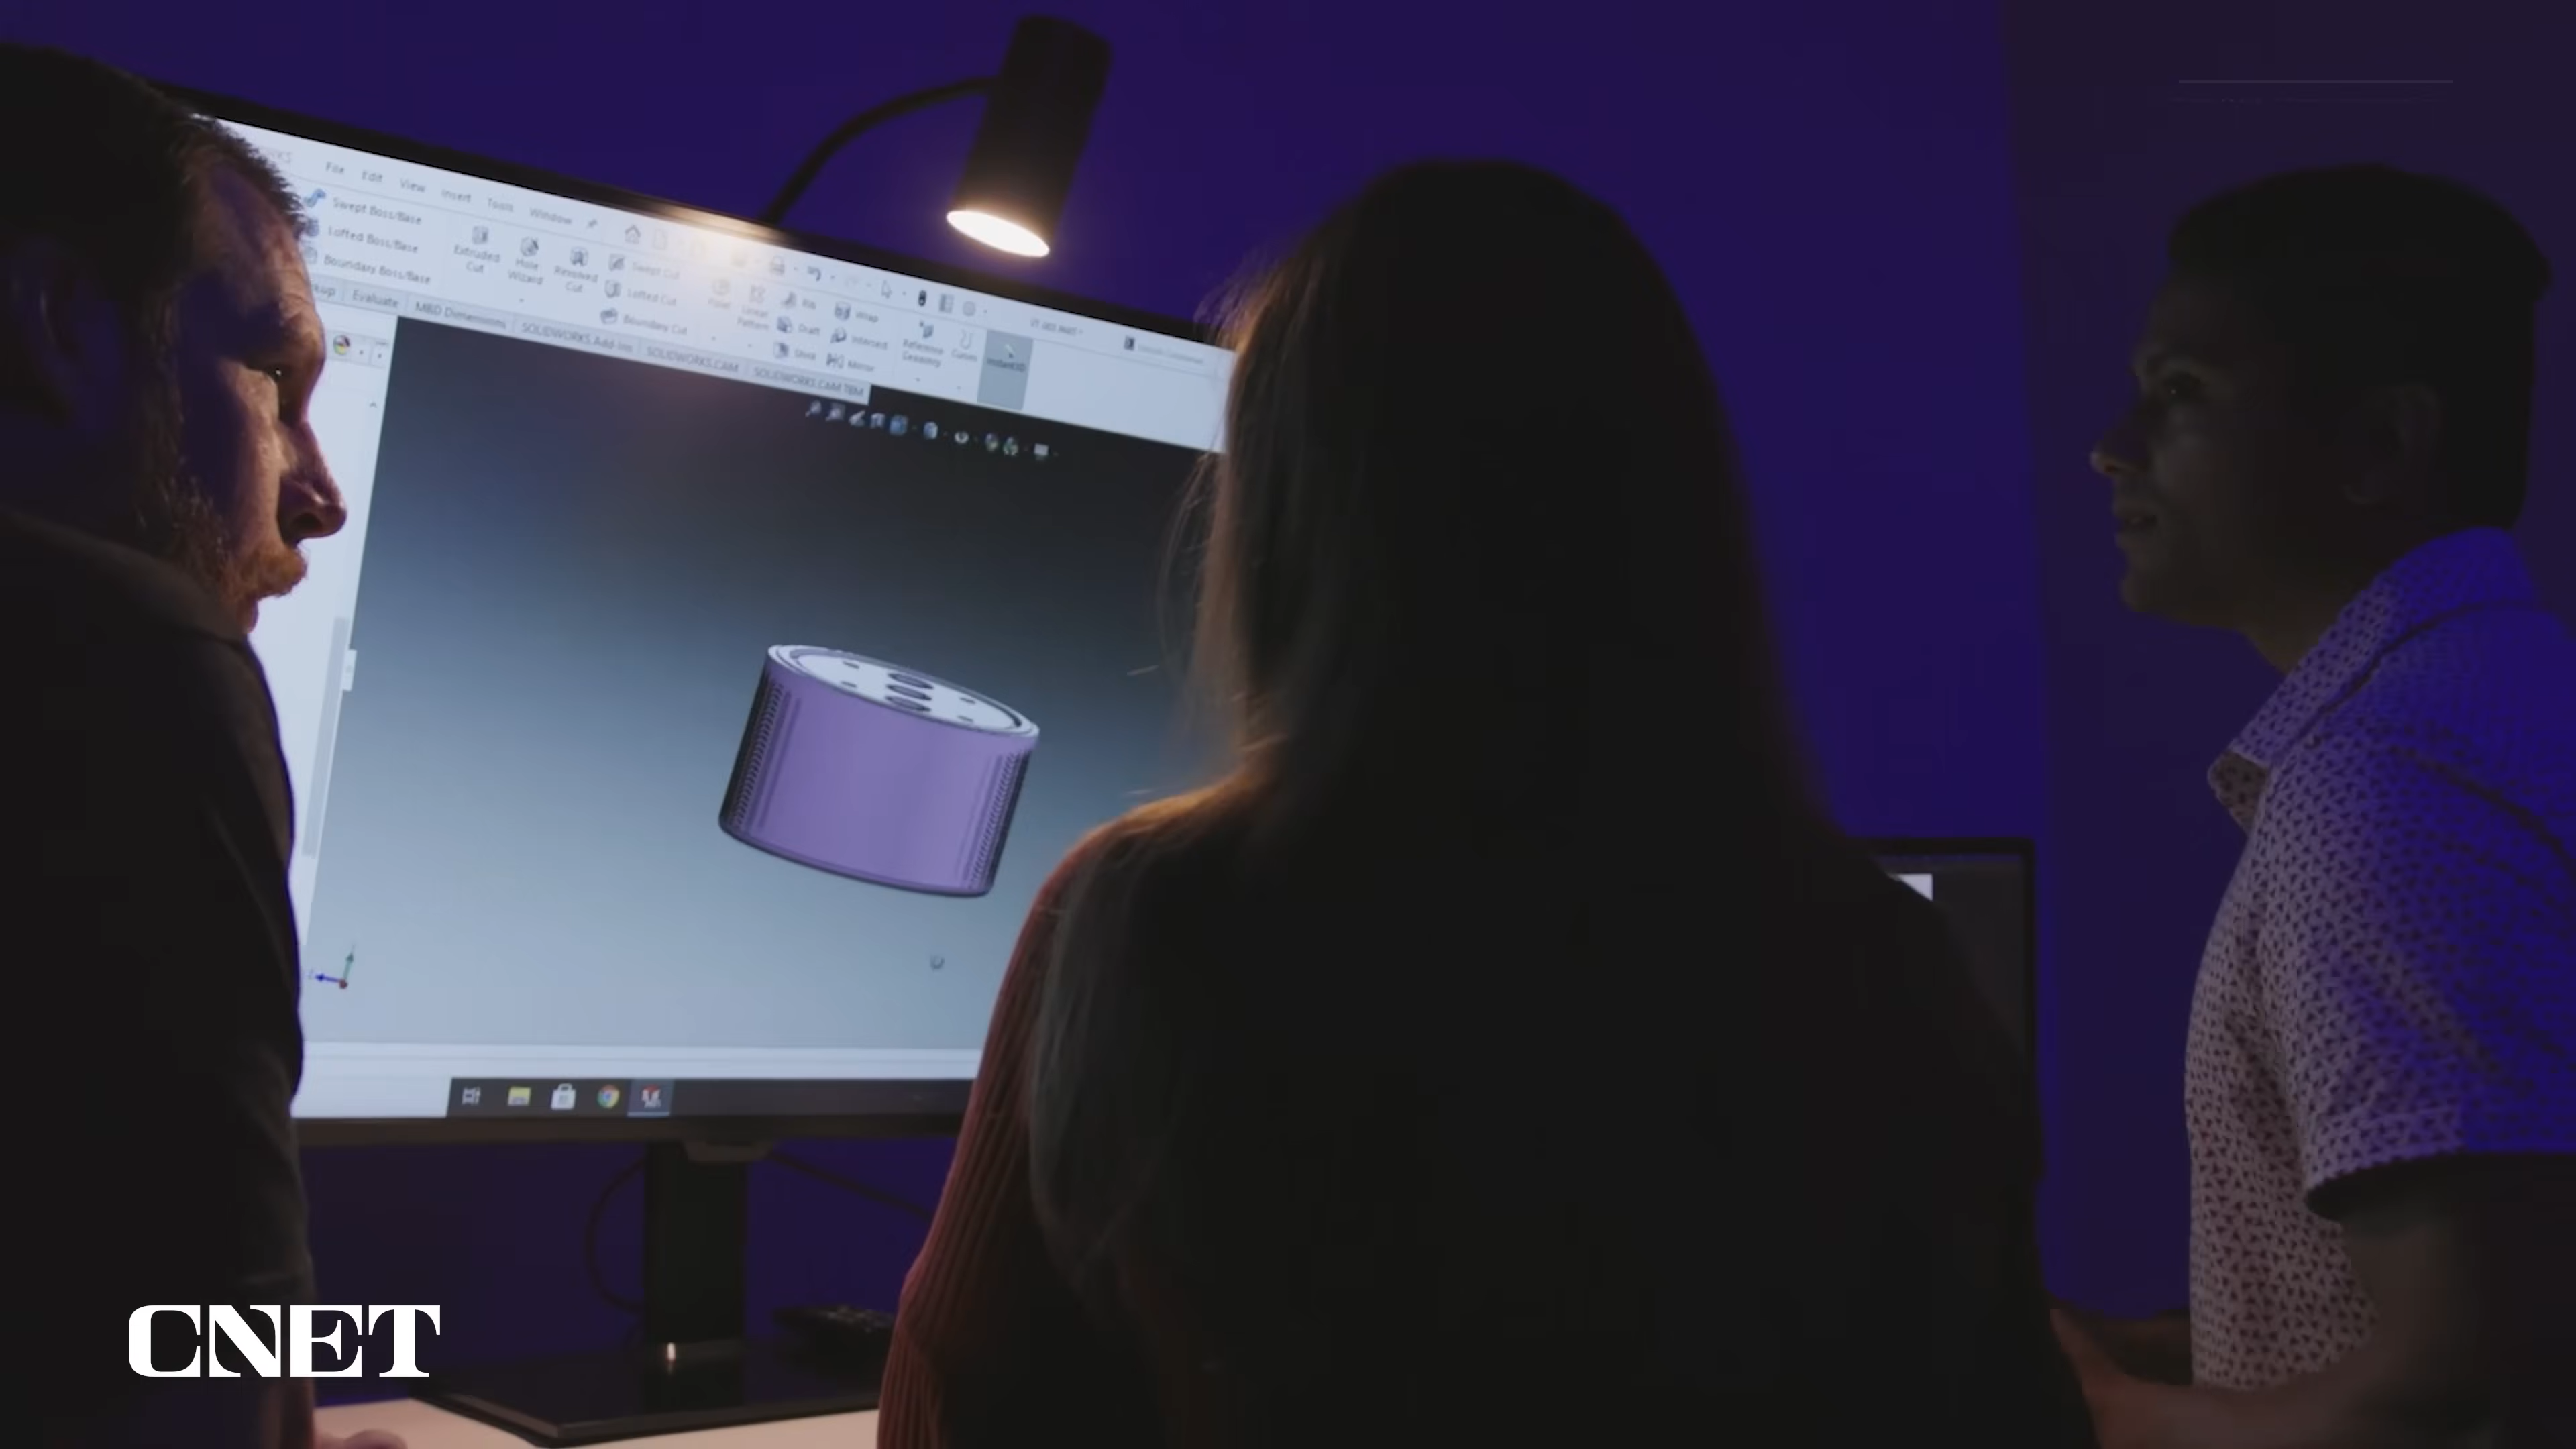 File Edit View Insert Tools Window
Swept Boss/Base
Lofted Boss/Base
Boundary Boss/Base
Extruded Cut
Hole Wizard
Revolved Cut
Swept Cut
Lofted Cut
Boundary Cut
Linear Pattern
Rib
Draft
Shell
Wrap
Intersect
Mirror
Reference Geometry
Curves
Instant3D
Evaluate
MBD Dimensions
SOLIDWORKS Add-Ins
SOLIDWORKS CAM
SOLIDWORKS CAM TBM
CNET